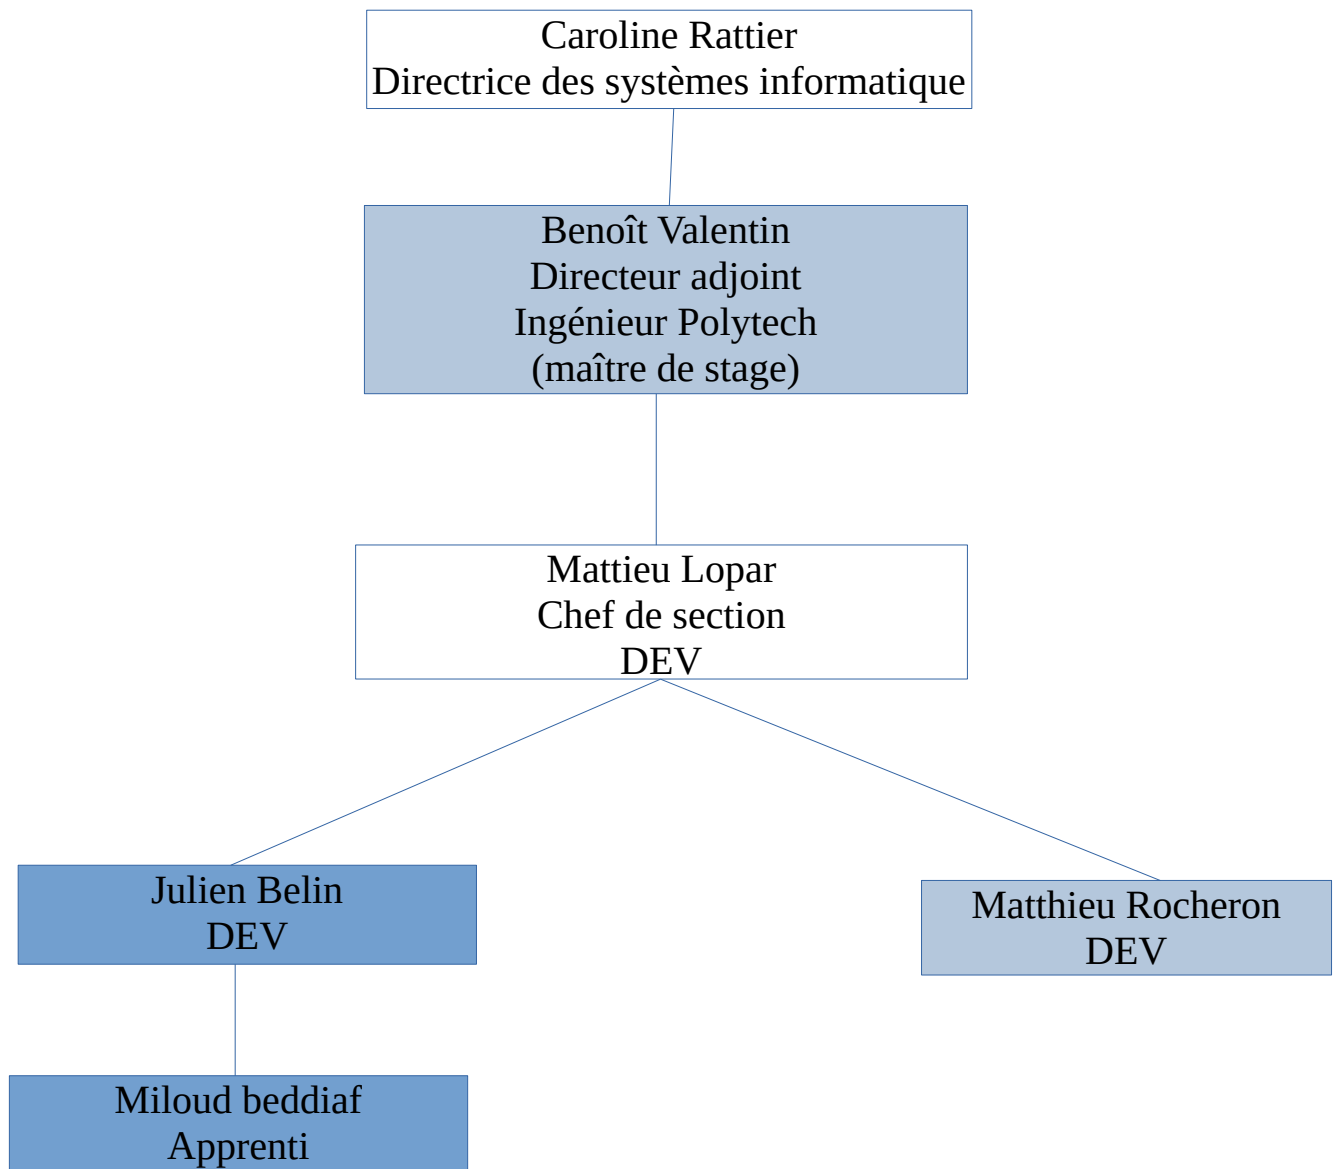 Caroline Rattier
Directrice des systèmes informatique
Benoît Valentin
Directeur adjoint
Ingénieur Polytech
(maître de stage)
Mattieu Lopar
Chef de section
DEV
Julien Belin
DEV
Matthieu Rocheron
DEV
Miloud beddiaf
Apprenti